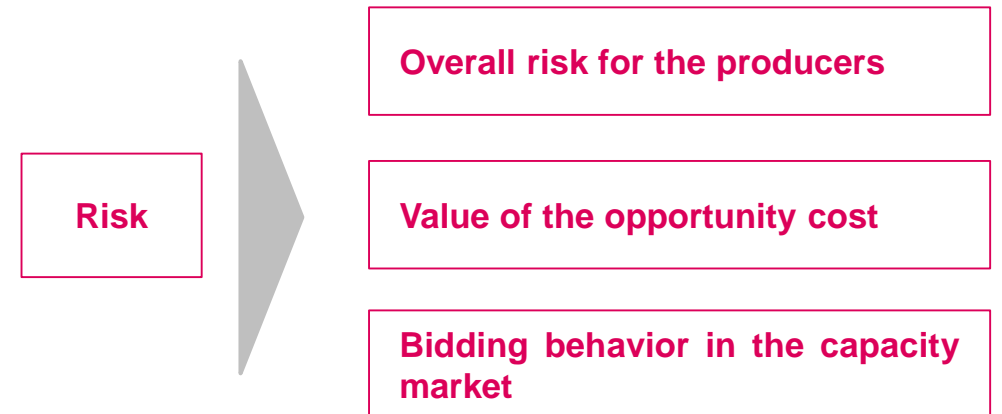 Overall risk for the producers
Risk
Value of the opportunity cost
Bidding behavior in the capacity
market